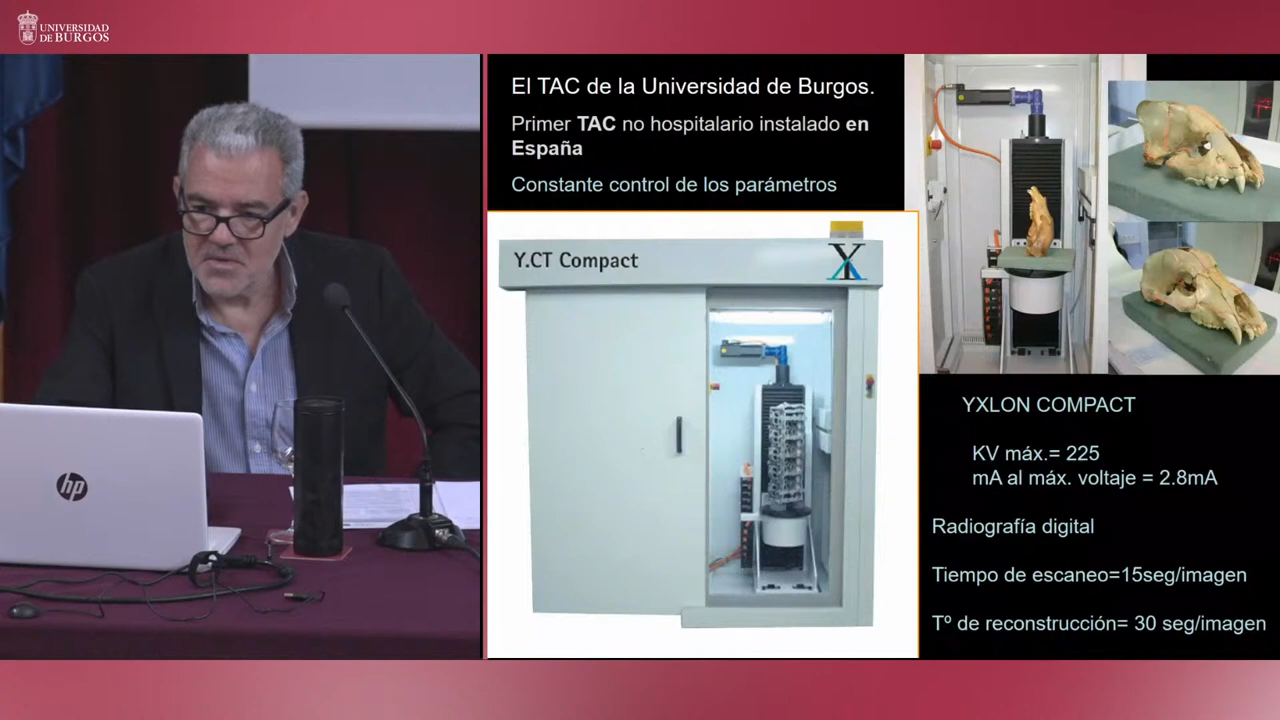 UNIVERSIDAD
DE BURGOS
El TAC de la Universidad de Burgos.
Primer TAC no hospitalario instalado en
España
Constante control de los parámetros
Y.CT Compact
hp
YXLON COMPACT
KV máx.= 225
mA al máx. voltaje = 2.8mA
Radiografía digital
Tiempo de escaneo=15seg/imagen
Tº de reconstrucción= 30 seg/imagen